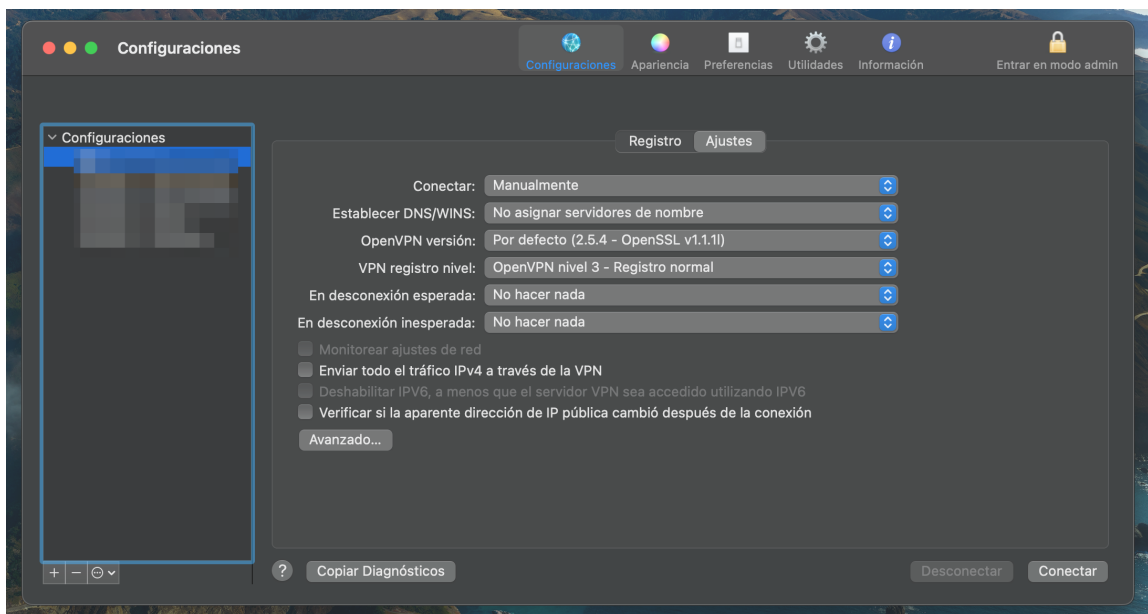 Configuraciones
Configuraciones
Apariencia
Preferencias
Utilidades
Información
Entrar en modo admin
Configuraciones
Registro
Ajustes
Conectar: Manualmente
Establecer DNS/WINS: No asignar servidores de nombre
OpenVPN versión: Por defecto (2.5.4 - OpenSSL v1.1.1l)
VPN registro nivel: OpenVPN nivel 3 - Registro normal
En desconexión esperada: No hacer nada
En desconexión inesperada: No hacer nada
Monitorear ajustes de red
Enviar todo el tráfico IPv4 a través de la VPN
Deshabilitar IPV6, a menos que el servidor VPN sea accedido utilizando IPV6
Verificar si la aparente dirección de IP pública cambió después de la conexión
Avanzado...
? Copiar Diagnósticos
Desconectar
Conectar